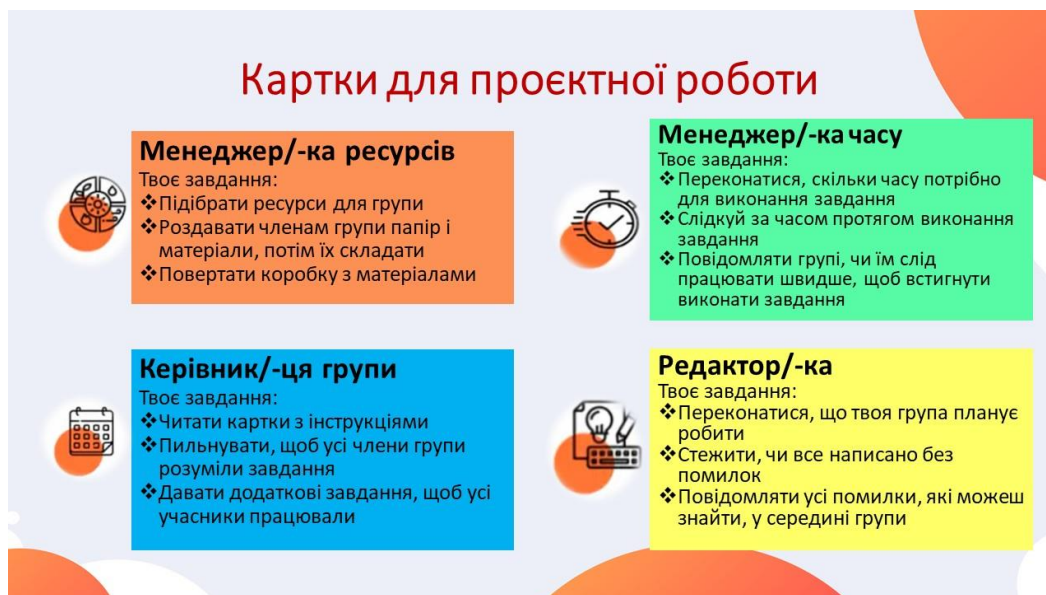 Картки для проєктної роботи
Менеджер/-ка ресурсів
Твоє завдання:
❖Підібрати ресурси для групи
❖Роздавати членам групи папір і
матеріали, потім їх складати
❖Повертати коробку з матеріалами
Менеджер/-ка часу
Твоє завдання:
❖Переконатися, скільки часу потрібно
для виконання завдання
❖Слідкуй за часом протягом виконання
завдання
❖Повідомляти групі, чи їм слід
працювати швидше, щоб встигнути
виконати завдання
Керівник/-ця групи
Твоє завдання:
❖Читати картки з інструкціями
❖Пильнувати, щоб усі члени групи
розуміли завдання
❖Давати додаткові завдання, щоб усі
учасники працювали
Редактор/-ка
Твоє завдання:
❖Переконатися, що твоя група планує
робити
❖Стежити, чи все написано без
помилок
❖Повідомляти усі помилки, які можеш
знайти, у середині групи